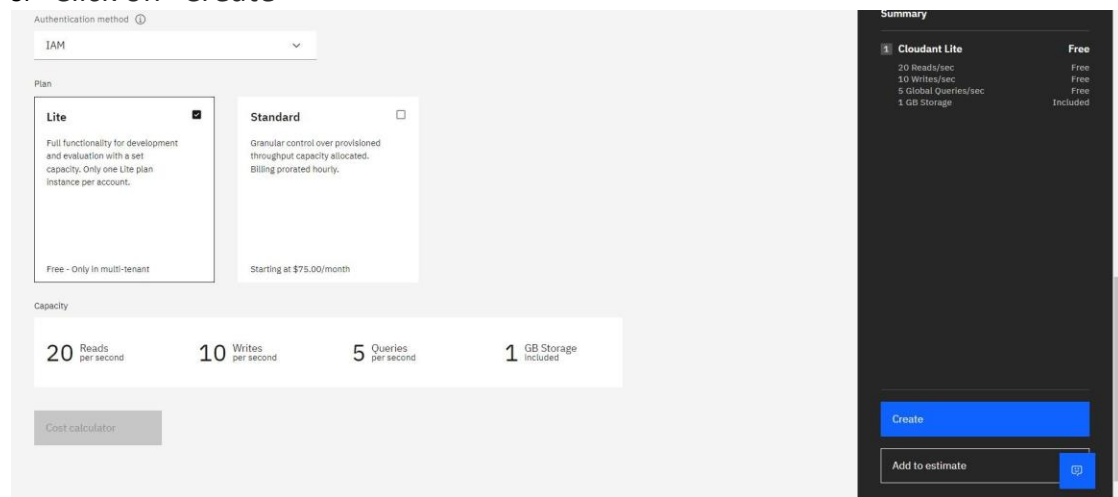 Authentication method
IAM
Plan
Lite
Full functionality for development
and evaluation with a set
capacity. Only one Lite plan
instance per account.
Free - Only in multi-tenant
Standard
Granular control over provisioned
throughput capacity allocated.
Billing prorated hourly.
Starting at $75.00/month
Capacity
20 Reads
per second
10 Writes
per second
5 Queries
per second
1 GB Storage
included
Cost calculator
Summary
1 Cloudant Lite Free
20 Reads/sec Free
10 Writes/sec Free
5 Global Queries/sec Free
1 GB Storage Included
Create
Add to estimate